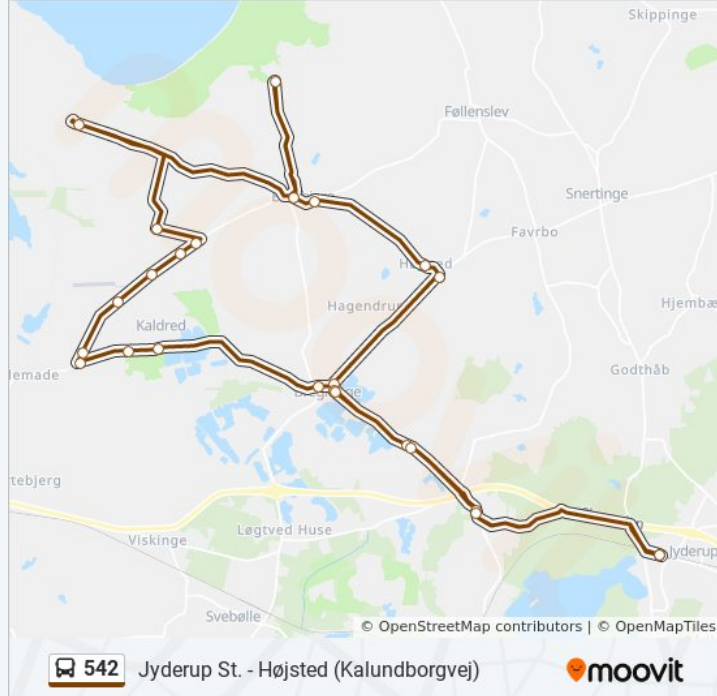 Skippinge
Føllenslev
Snertinge
Favrbo
Hagendrup
Hjembæ
Kaldred
Godthåb
lemade
tebjerg
Viskinge
Løgtved Huse
Jyderup
Svebølle
© OpenStreetMap contributors | © OpenMapTiles
542 Jyderup St. - Højsted (Kalundborgvej) moovit